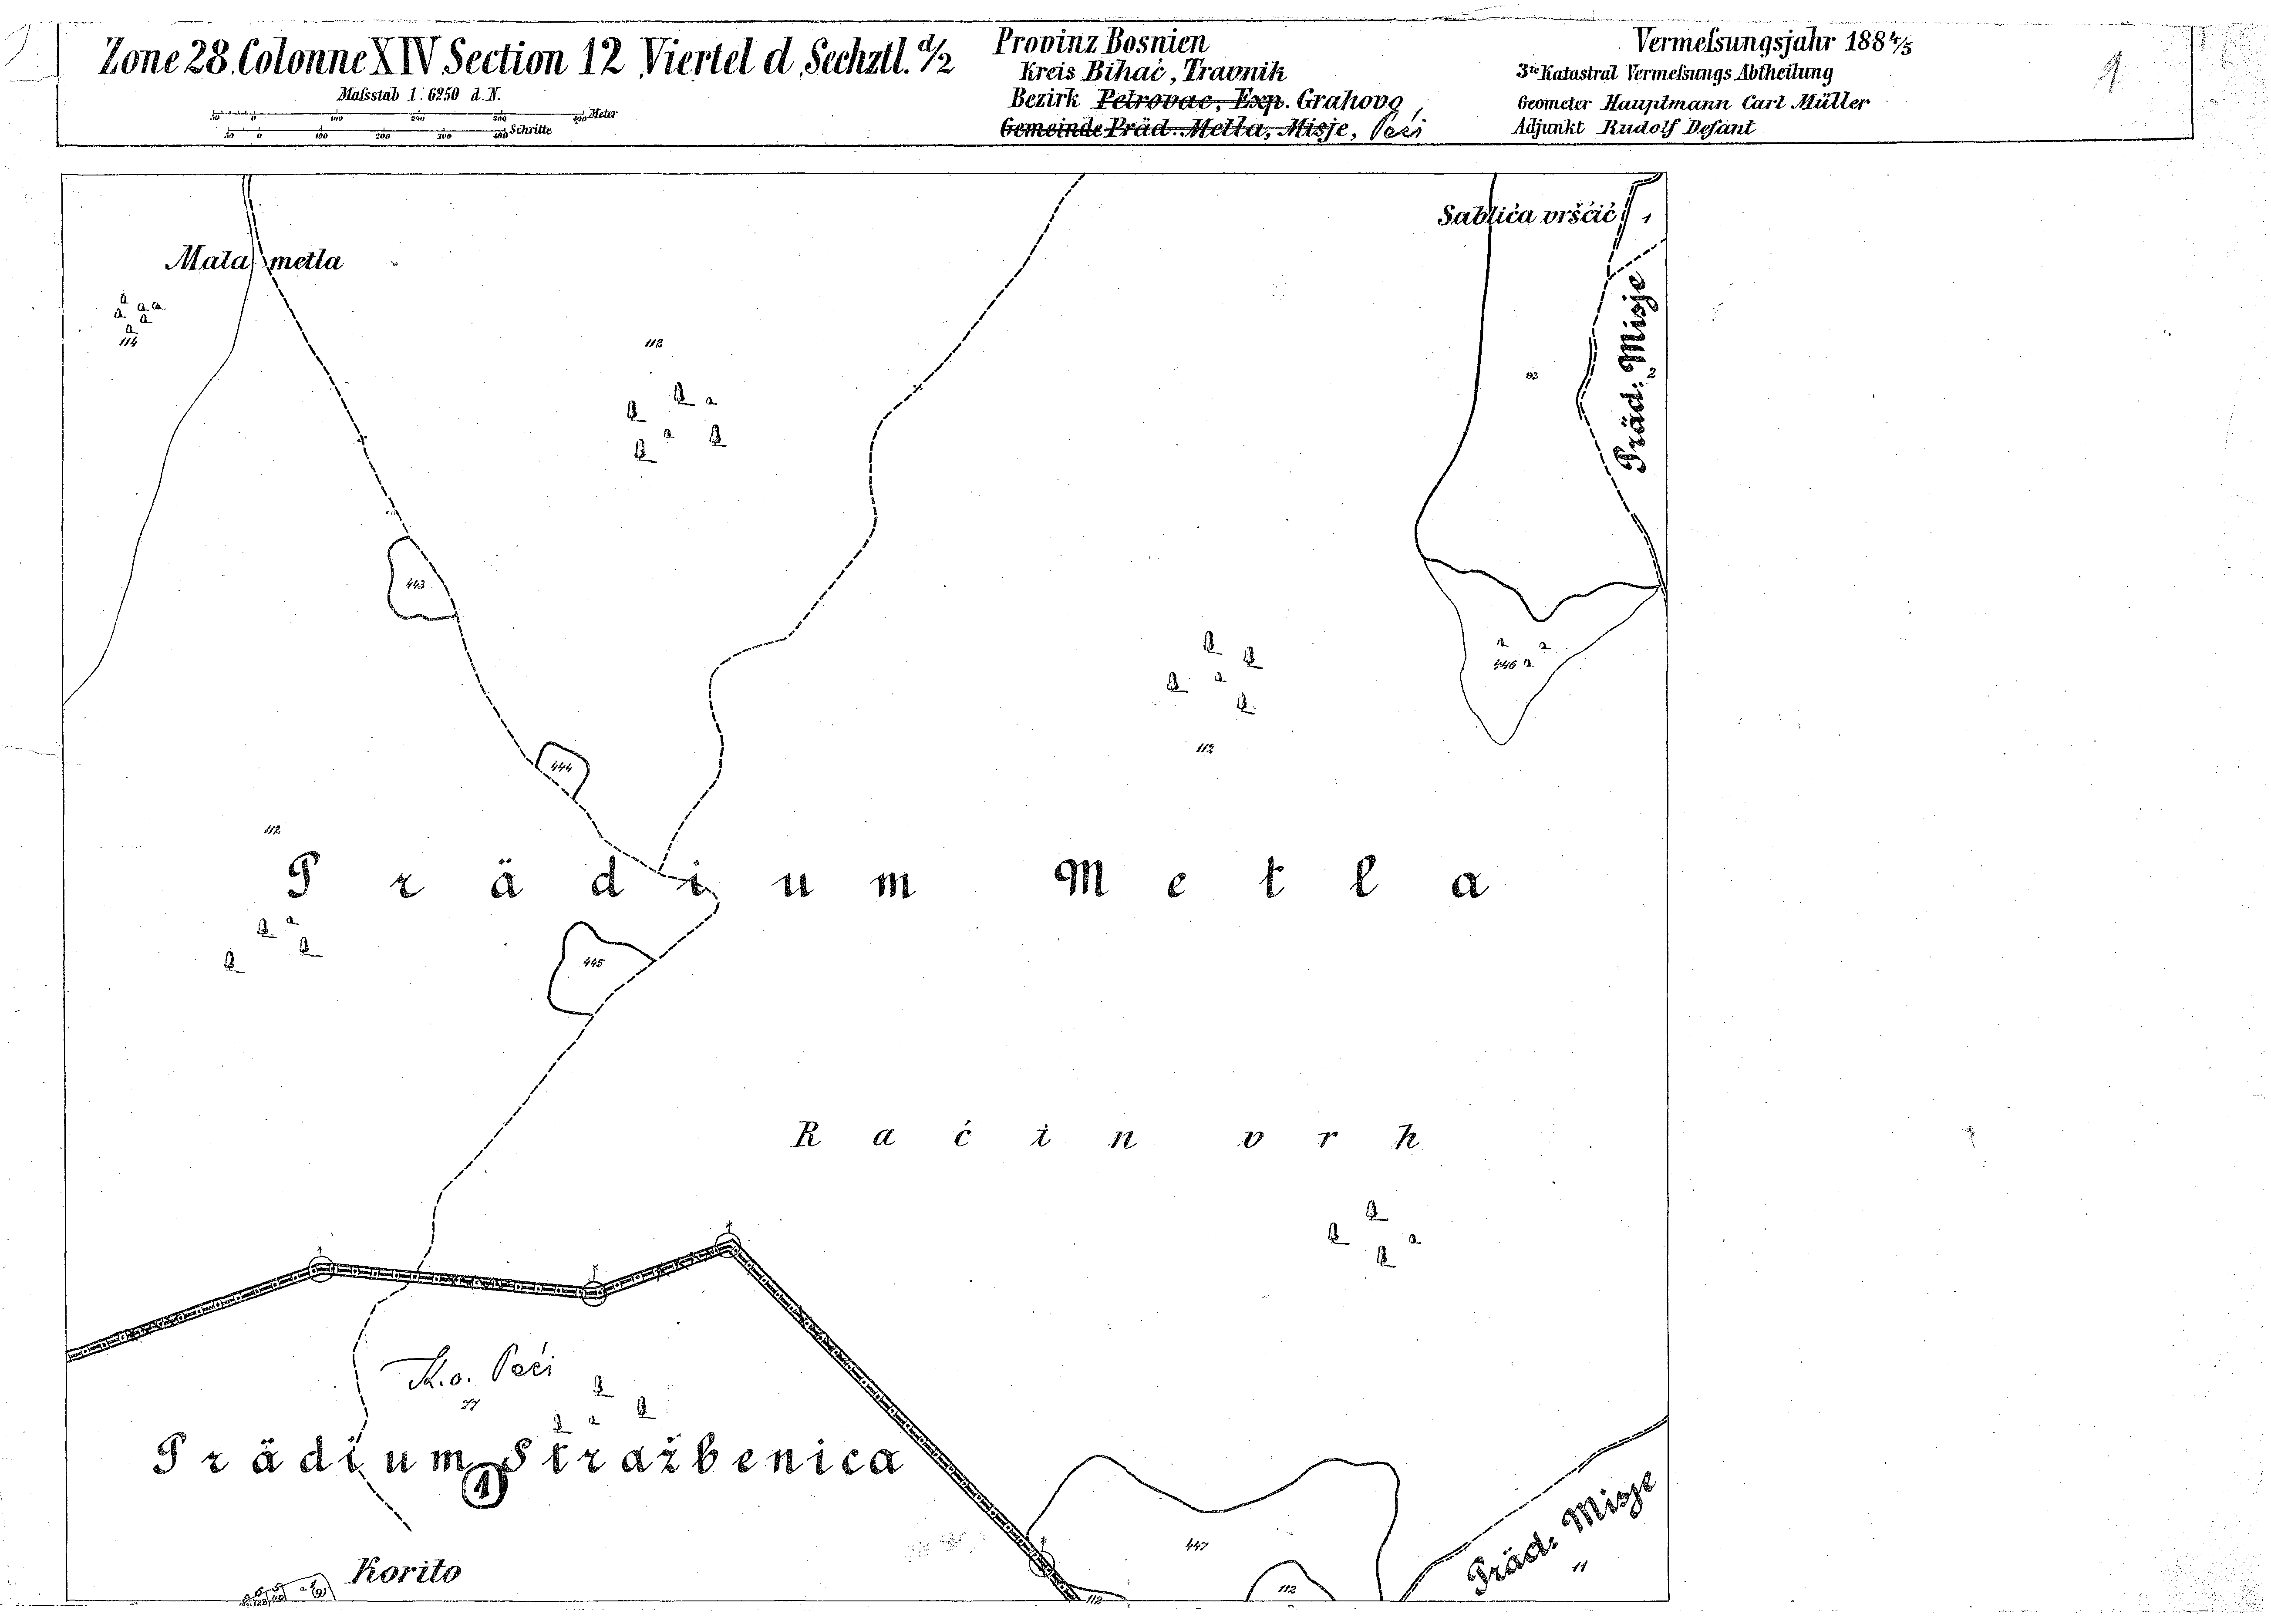 Zone 28 Colonne XIV Section 12 Viertel d Sechztl. d/2
Maſsstab 1:6250 d. N.
50 0 100 200 300 400 Meter
50 0 100 200 300 400 Schritte
Provinz Bosnien
Kreis Bihać, Travnik
Bezirk Petrovac, Exp. Grahovo,
Gemeinde Präd. Metla, Misje, Peći
Vermeſsungsjahr 1884/5
3te Katastral Vermeſsungs Abtheilung
Geometer Hauptmann Carl Müller
Adjunkt Rudolf Defant
1
Sablića vršćić
1
Mala metla
114
112
93
2
Präd: Misje
443
446
444
112
112
Prädium Metla
445
Raćin vrh
K.o. Peći
77
Prädium Stražbenica
1
Korito
447
112
112
Präd: Misje
11